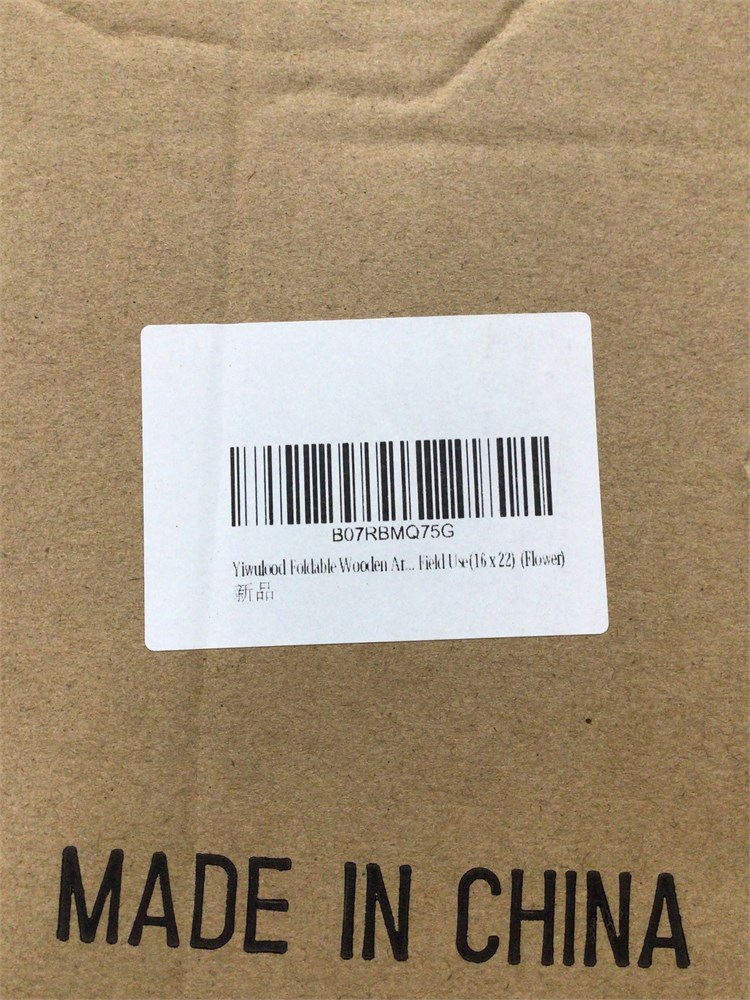 B07RBMQ75G
Yiwulood Foldable Wooden Ar... Field Use(16 x 22) (Flower)
新品
MADE IN CHINA